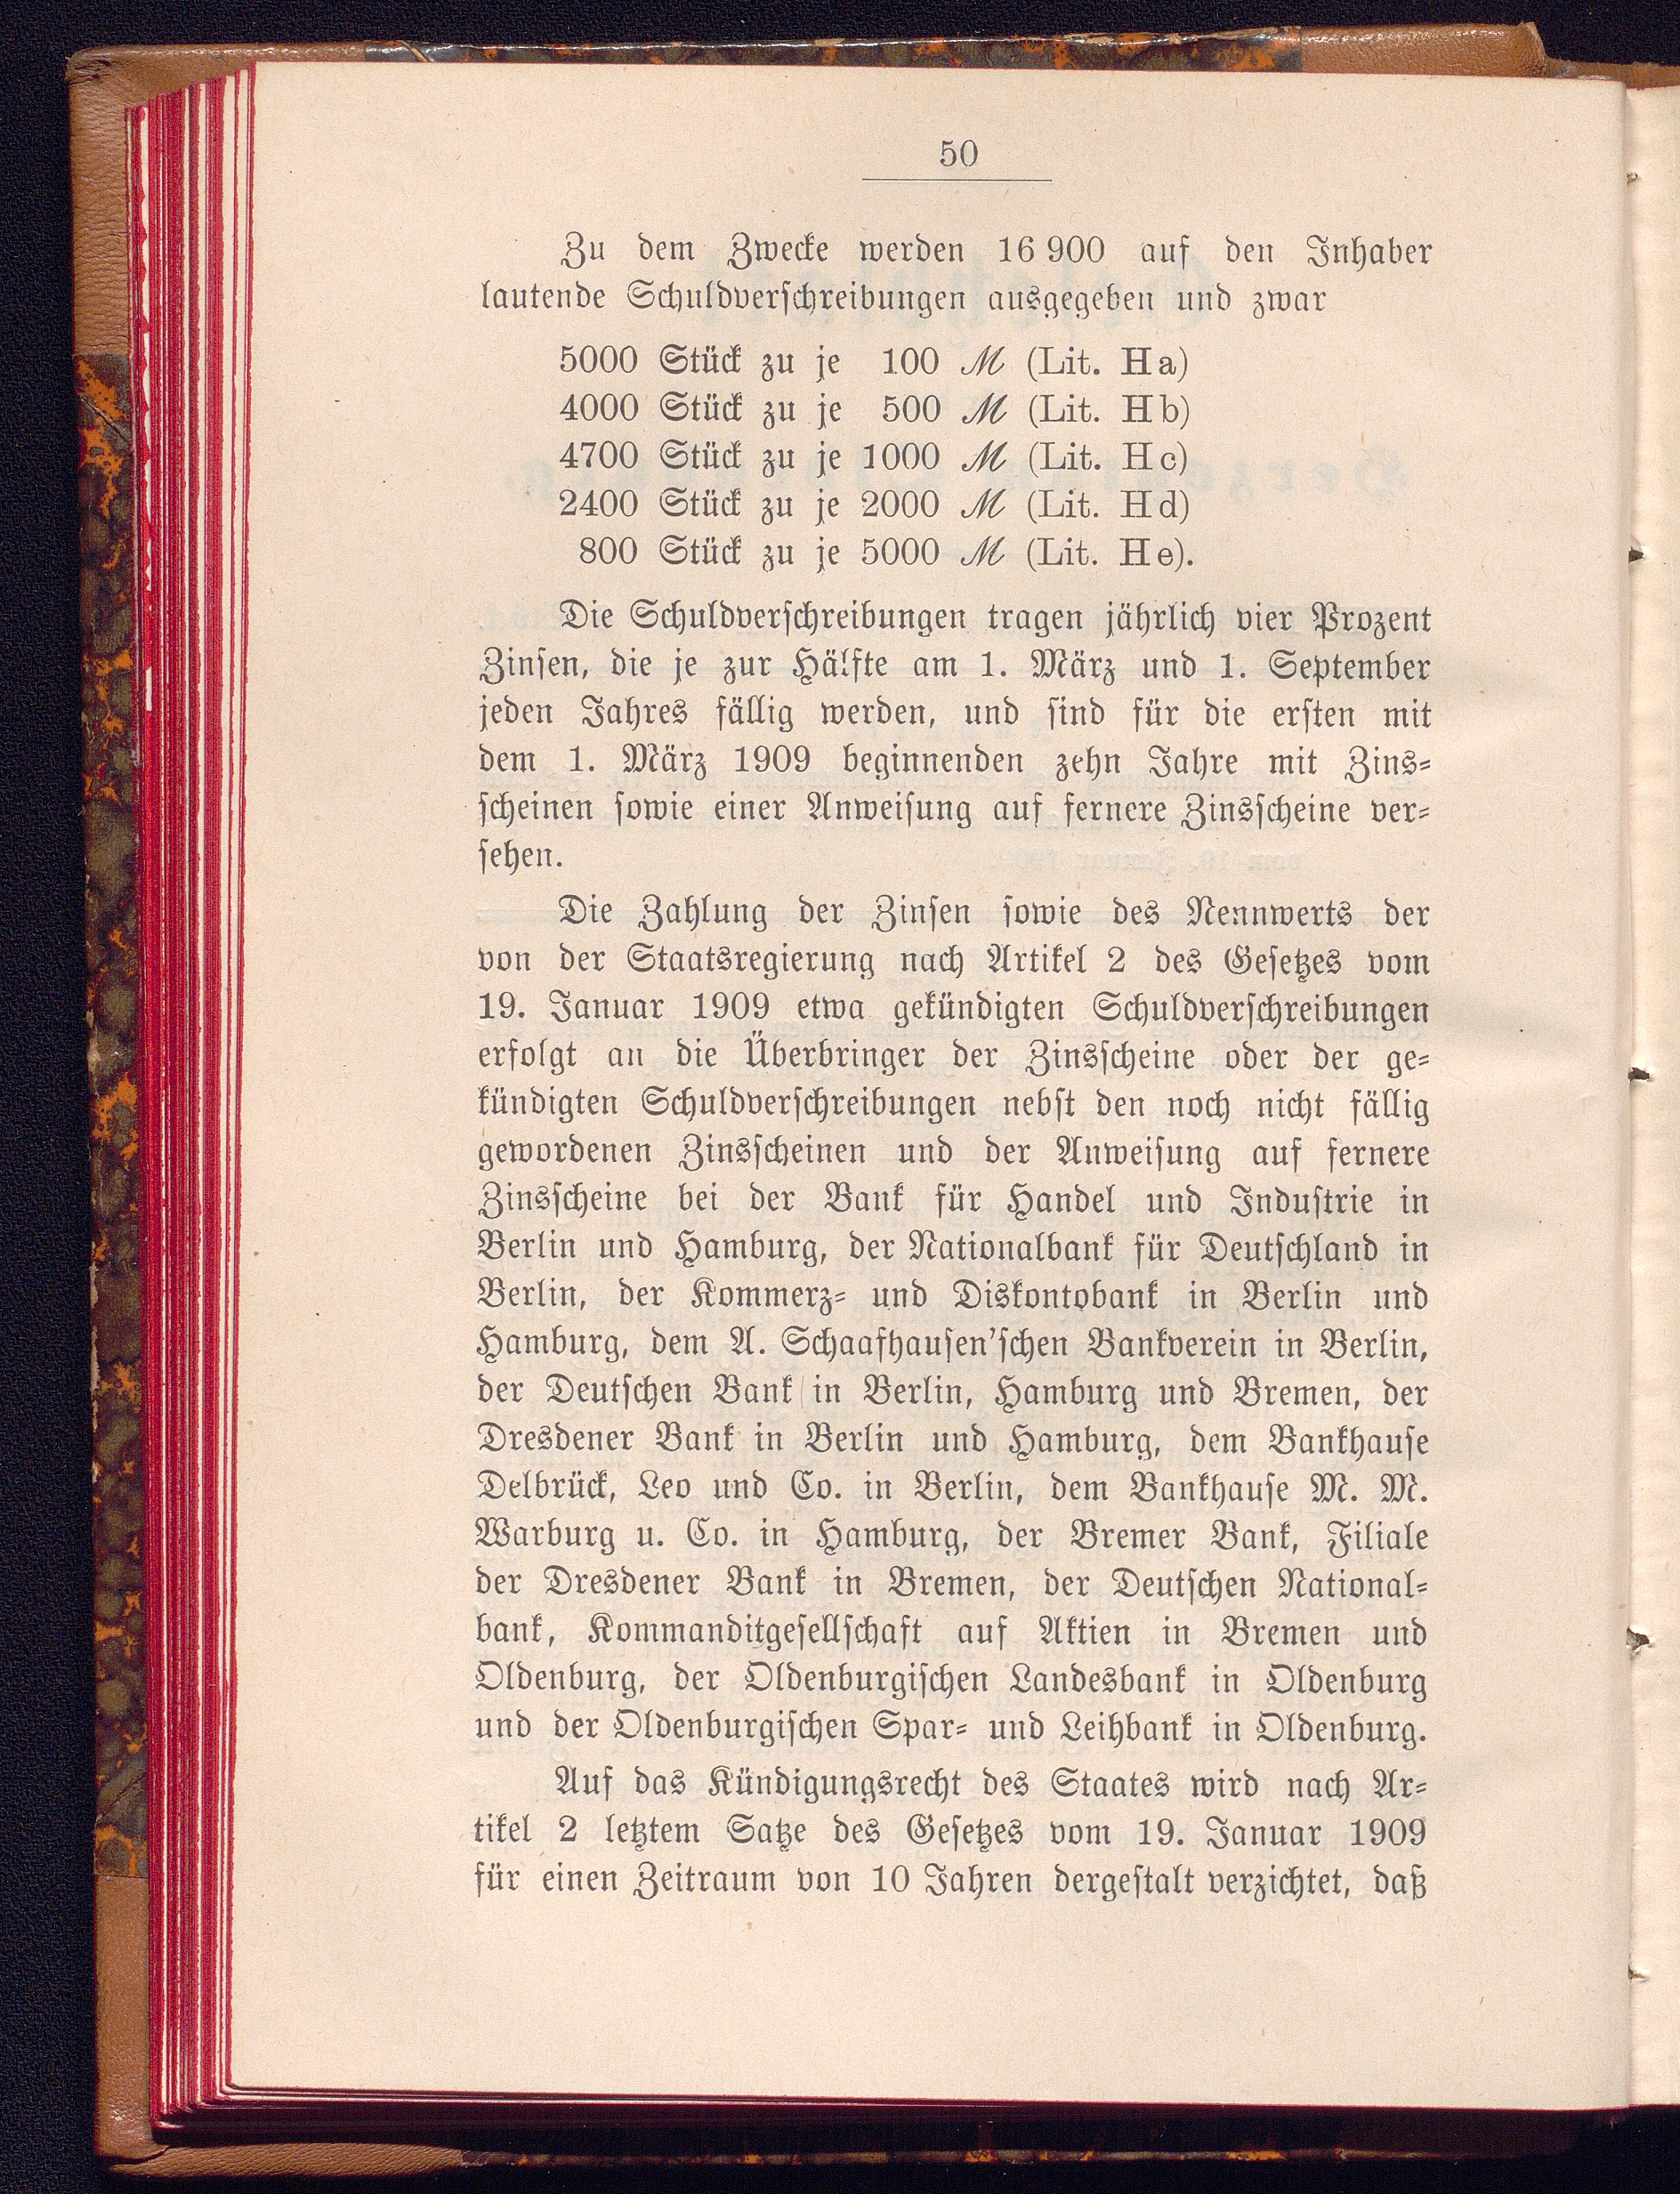 50
Zu dem Zwecke werden 16 900 auf den Inhaber
lautende Schuldverschreibungen ausgegeben und zwar
5000 Stück zu je 100 ℳ (Lit. Ha)
4000 Stück zu je 500 ℳ (Lit. Hb)
4700 Stück zu je 1000 ℳ (Lit. Hc)
2400 Stück zu je 2000 ℳ (Lit. Hd)
800 Stück zu je 5000 ℳ (Lit. He).
Die Schuldverschreibungen tragen jährlich vier Prozent
Zinsen, die je zur Hälfte am 1. März und 1. September
jeden Jahres fällig werden, und sind für die ersten mit
dem 1. März 1909 beginnenden zehn Jahre mit Zins-
scheinen sowie einer Anweisung auf fernere Zinsscheine ver-
sehen.
Die Zahlung der Zinsen sowie des Nennwerts der
von der Staatsregierung nach Artikel 2 des Gesetzes vom
19. Januar 1909 etwa gekündigten Schuldverschreibungen
erfolgt an die Überbringer der Zinsscheine oder der ge-
kündigten Schuldverschreibungen nebst den noch nicht fällig
gewordenen Zinsscheinen und der Anweisung auf fernere
Zinsscheine bei der Bank für Handel und Industrie in
Berlin und Hamburg, der Nationalbank für Deutschland in
Berlin, der Kommerz- und Diskontobank in Berlin und
Hamburg, dem A. Schaafhausen'schen Bankverein in Berlin,
der Deutschen Bank in Berlin, Hamburg und Bremen, der
Dresdener Bank in Berlin und Hamburg, dem Bankhause
Delbrück, Leo und Co. in Berlin, dem Bankhause M. M.
Warburg u. Co. in Hamburg, der Bremer Bank, Filiale
der Dresdener Bank in Bremen, der Deutschen National-
bank, Kommanditgesellschaft auf Aktien in Bremen und
Oldenburg, der Oldenburgischen Landesbank in Oldenburg
und der Oldenburgischen Spar- und Leihbank in Oldenburg.
Auf das Kündigungsrecht des Staates wird nach Ar-
tikel 2 letztem Satze des Gesetzes vom 19. Januar 1909
für einen Zeitraum von 10 Jahren dergestalt verzichtet, daß